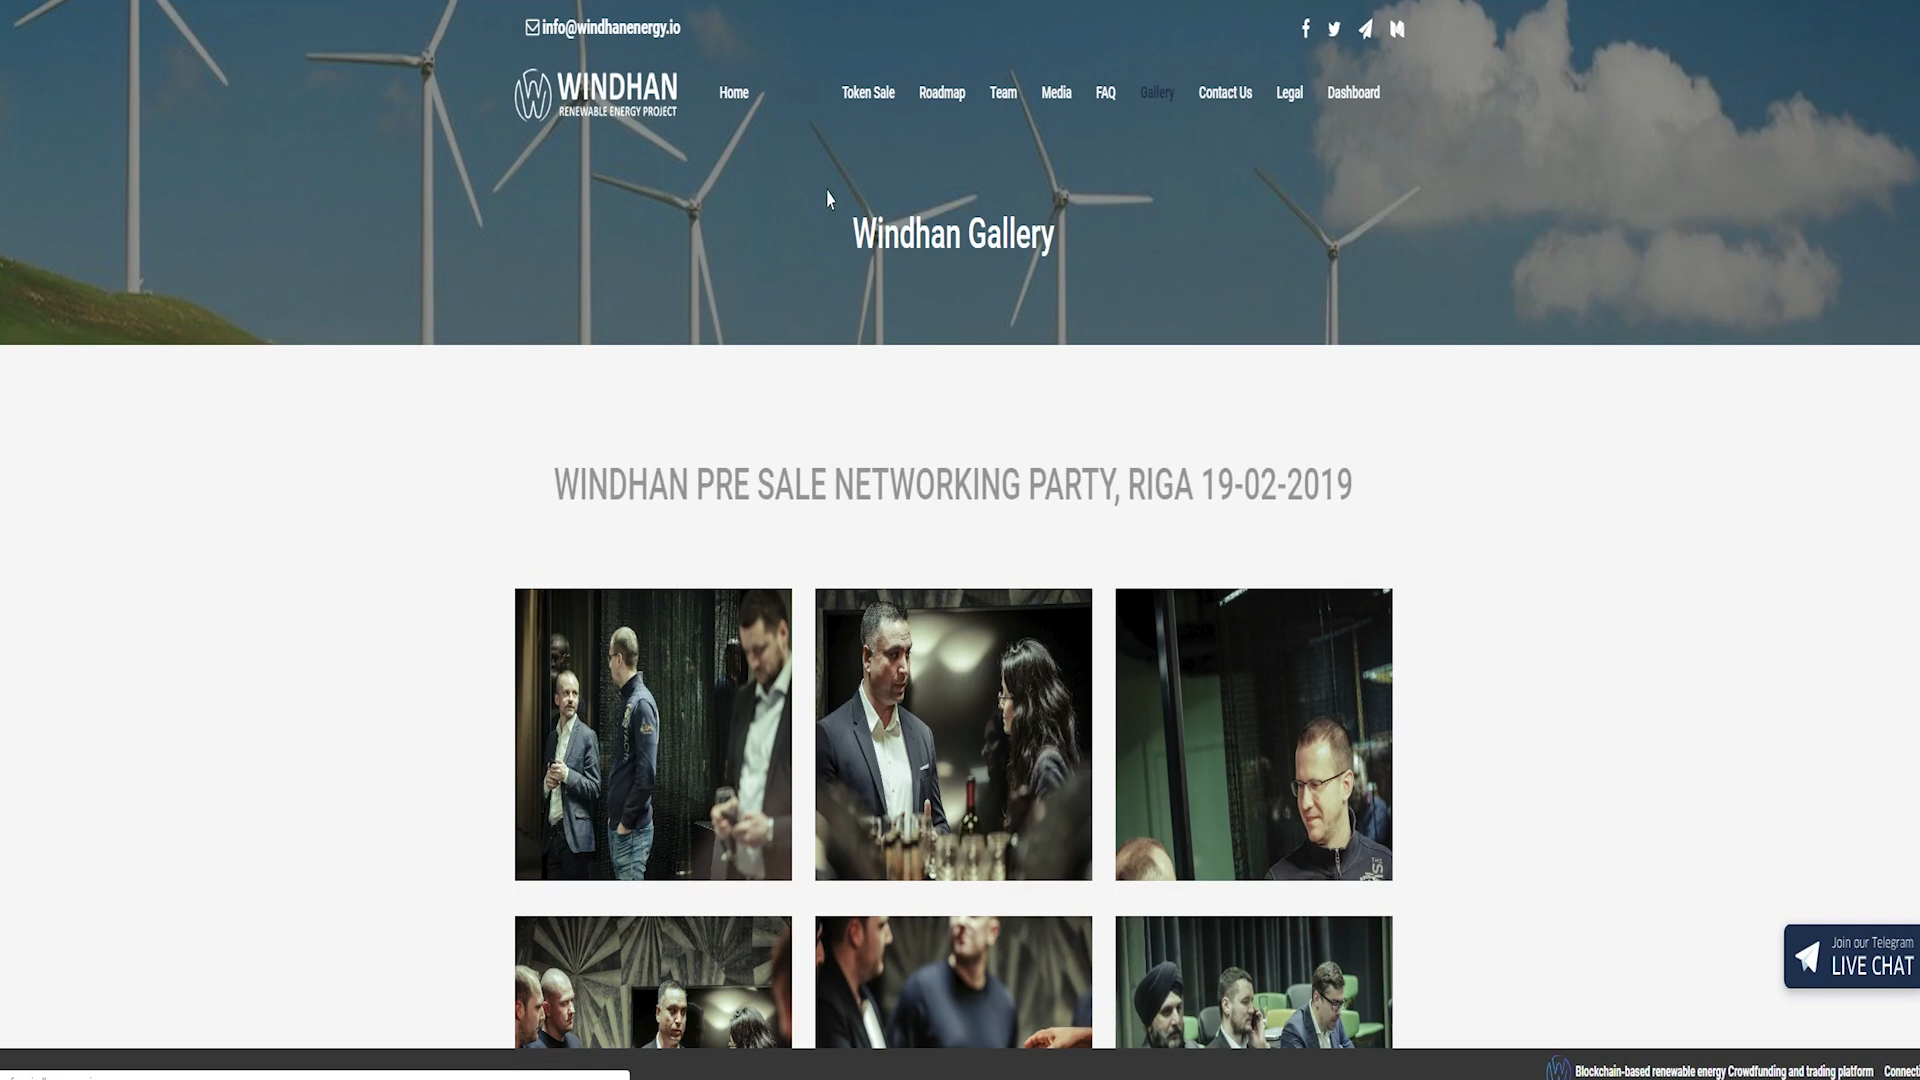 info@windhanenergy.io
WINDHAN
RENEWABLE ENERGY PROJECT
Home Token Sale Roadmap Team Media FAQ Gallery Contact Us Legal Dashboard
Windhan Gallery
WINDHAN PRE SALE NETWORKING PARTY, RIGA 19-02-2019
THE
Join our Telegram
LIVE CHAT
Blockchain-based renewable energy Crowdfunding and trading platform Connecti